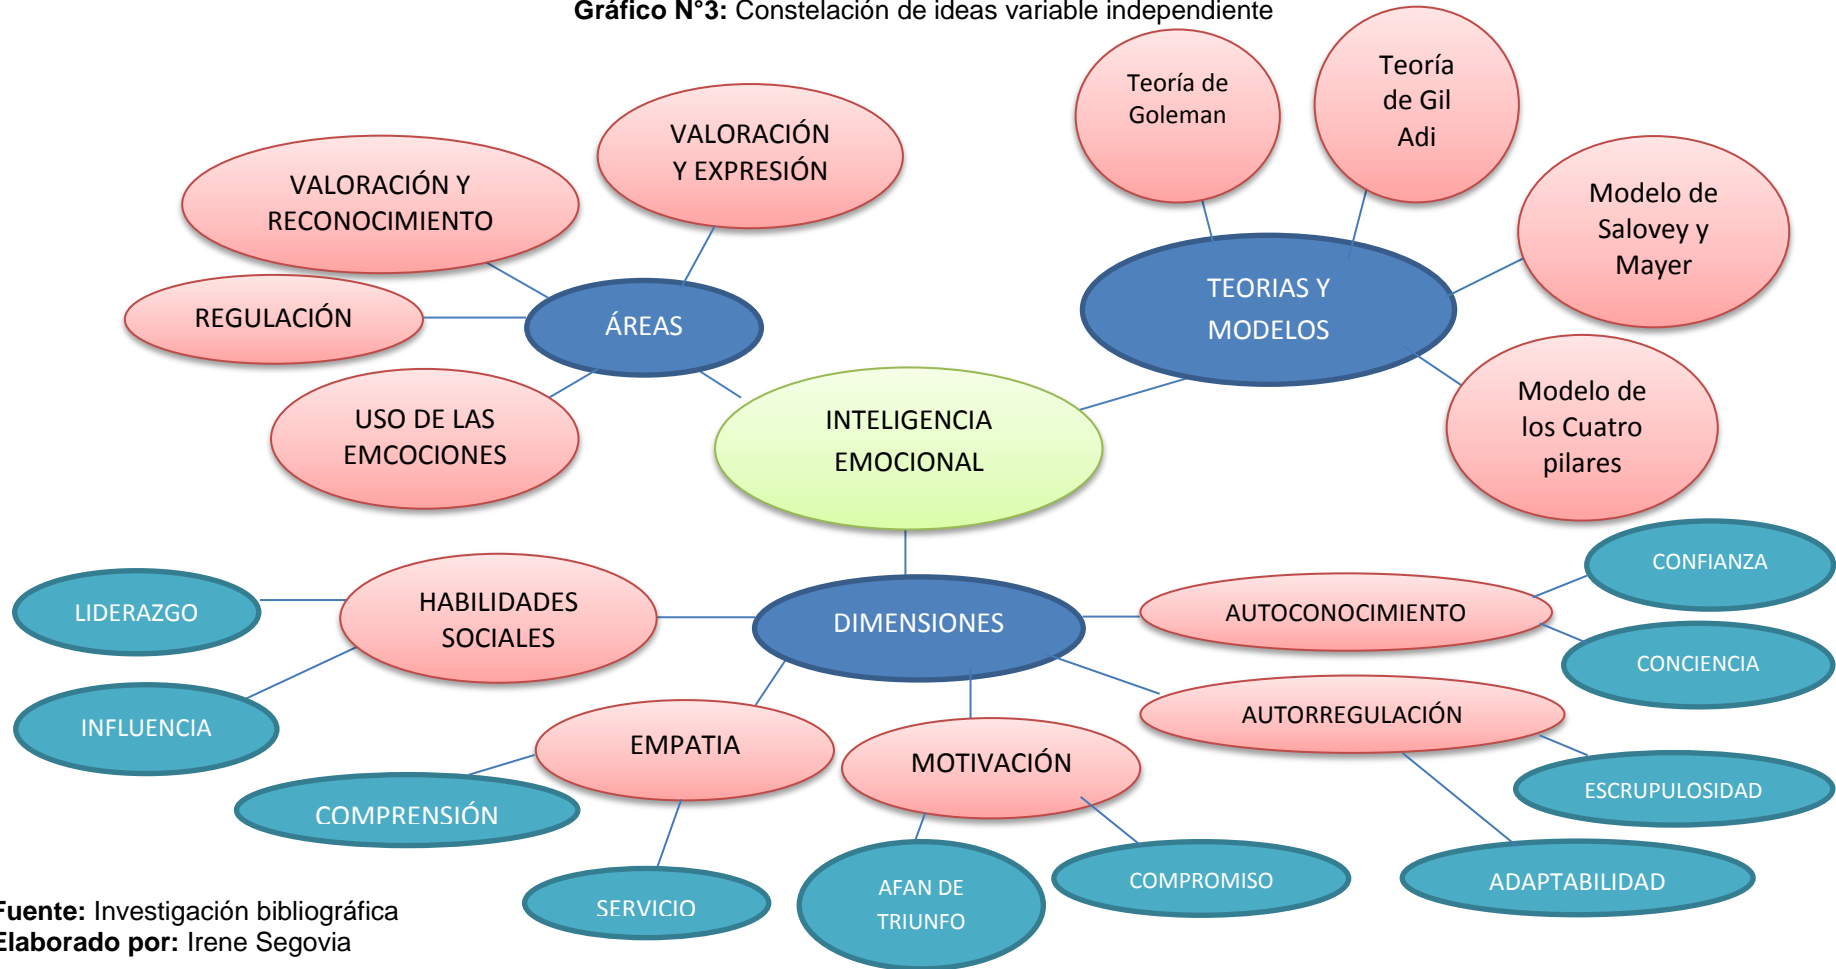 Gráfico N°3: Constelación de ideas variable independiente
Teoría de
Goleman
Teoría
de Gil
Adi
VALORACIÓN
Y EXPRESIÓN
VALORACIÓN Y
RECONOCIMIENTO
Modelo de
Salovey y
Mayer
REGULACIÓN
ÁREAS
TEORIAS Y
MODELOS
USO DE LAS
EMCOCIONES
INTELIGENCIA
EMOCIONAL
Modelo de
los Cuatro
pilares
CONFIANZA
LIDERAZGO
HABILIDADES
SOCIALES
DIMENSIONES
AUTOCONOCIMIENTO
CONCIENCIA
INFLUENCIA
EMPATIA
MOTIVACIÓN
AUTORREGULACIÓN
COMPRENSIÓN
ESCRUPULOSIDAD
SERVICIO
AFAN DE
TRIUNFO
COMPROMISO
ADAPTABILIDAD
Fuente: Investigación bibliográfica
Elaborado por: Irene Segovia